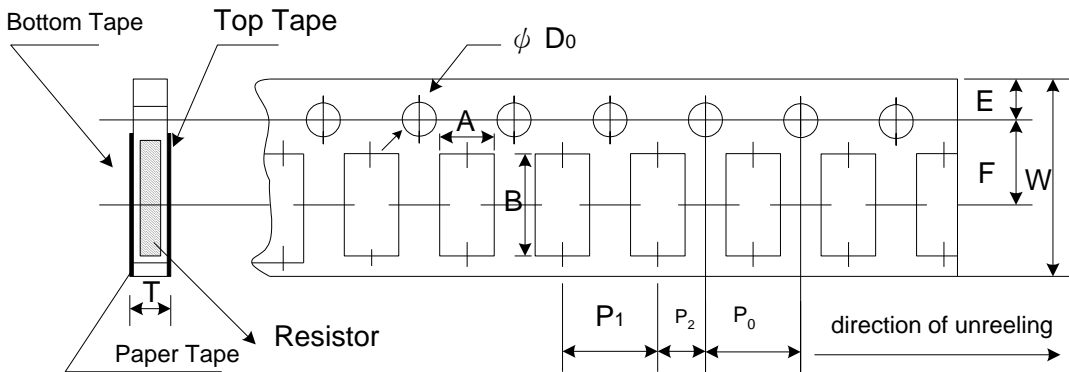 Bottom Tape
Top Tape
ψ D0
E
A
F
W
B
T
P1
P2
P0
Resistor
direction of unreeling
Paper Tape